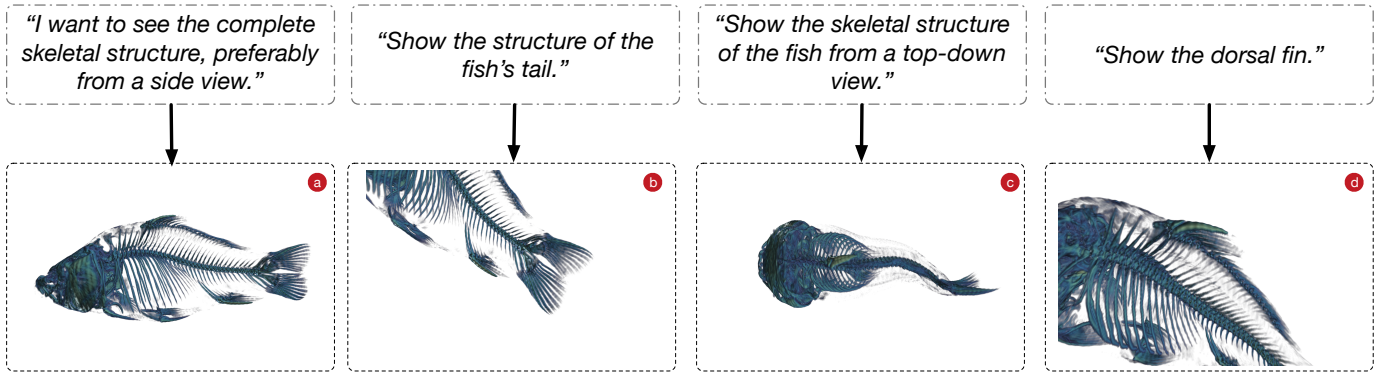 “I want to see the complete
skeletal structure, preferably
from a side view.”
“Show the structure of the
fish’s tail.”
“Show the skeletal structure
of the fish from a top-down
view.”
“Show the dorsal fin.”
a
b
c
d